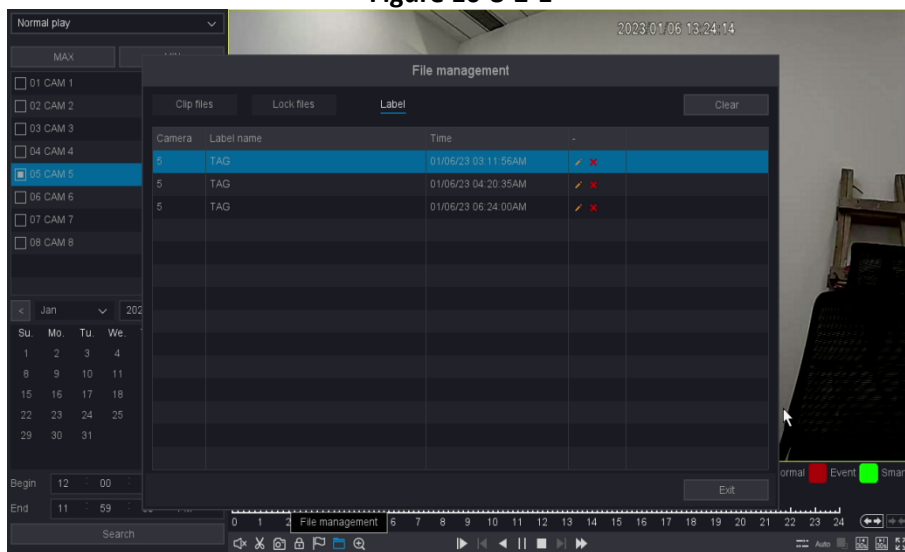 Normal play
2023/01/06 13:24:14
MAX
File management
01 CAM 1
02 CAM 2
03 CAM 3
04 CAM 4
05 CAM 5
06 CAM 6
07 CAM 7
08 CAM 8
Clip files Lock files Label Clear
Camera Label name Time -
5 TAG 01/06/23 03:11:56AM
5 TAG 01/06/23 04:20:35AM
5 TAG 01/06/23 06:24:00AM
< Jan
Su. Mo. Tu. We.
1 2 3 4
8 9 10 11
15 16 17 18
22 23 24 25
29 30 31
Begin 12 : 00 :
End 11 : 59 :
Search
Exit
ormal Event Smar
0 1 2 File management 6 7 8 9 10 11 12 13 14 15 16 17 18 19 20 21 22 23 24
Auto